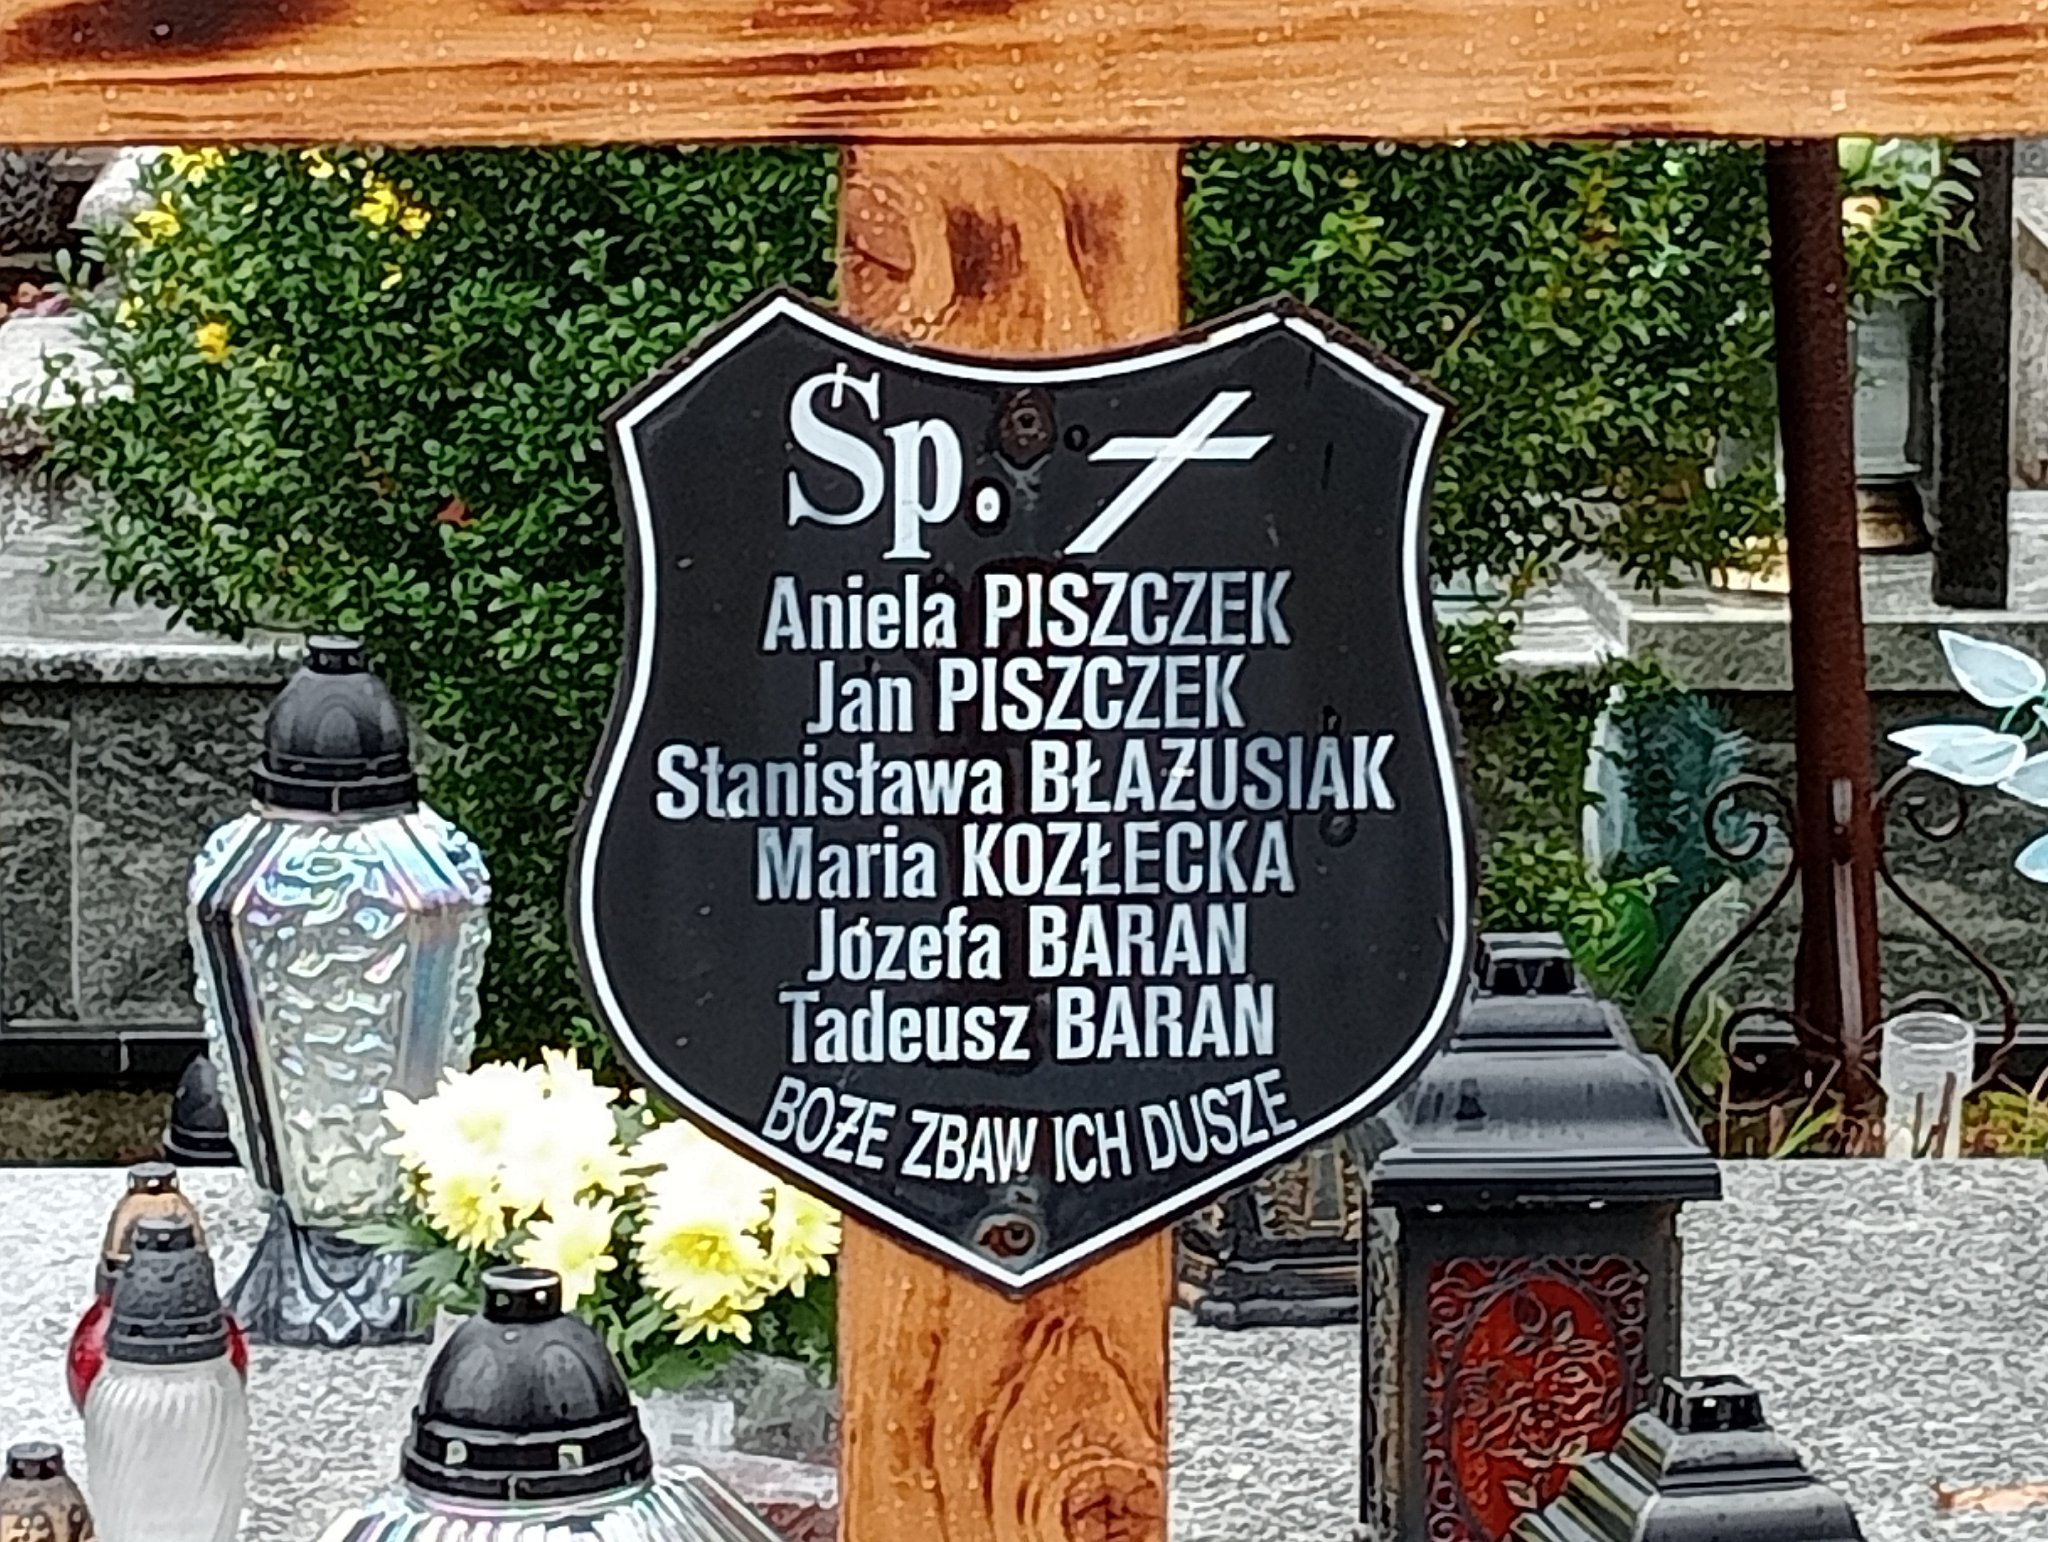 Śp.
Aniela PISZCZEK
Jan PISZCZEK
Stanisława BŁAŻUSIAK
Maria KOZŁECKA
Józefa BARAN
Tadeusz BARAN
BOŻE ZBAW ICH DUSZE